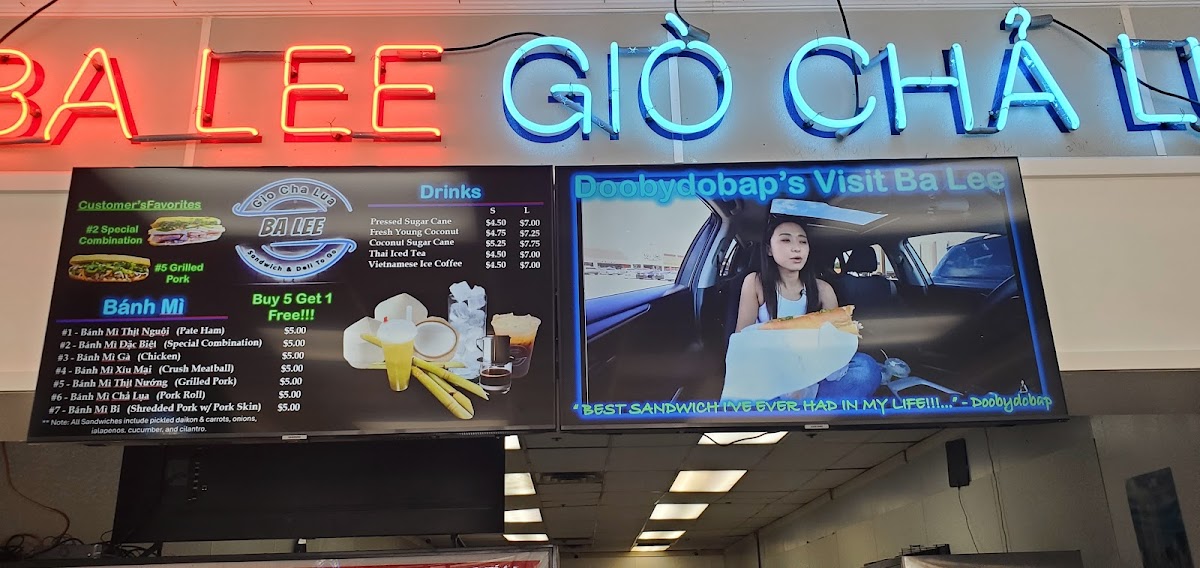 BA LEE GIÒ CHẢ L
Customer'sFavorites
#2 Special
Combination
#5 Grilled
Pork
Gio Cha Lua
BA LEE
Sandwich & Deli To Go
Drinks
S L
Pressed Sugar Cane $4.50 $7.00
Fresh Young Coconut $4.75 $7.25
Coconut Sugar Cane $5.25 $7.75
Thai Iced Tea $4.50 $7.00
Vietnamese Ice Coffee $4.50 $7.00
Bánh Mì
Buy 5 Get 1
Free!!!
#1 - Bánh Mì Thịt Nguội (Pate Ham) $5.00
#2 - Bánh Mì Đặc Biệt (Special Combination) $5.00
#3 - Bánh Mì Gà (Chicken) $5.00
#4 - Bánh Mì Xíu Mại (Crush Meatball) $5.00
#5 - Bánh Mì Thịt Nướng (Grilled Pork) $5.00
#6 - Bánh Mì Chả Lụa (Pork Roll) $5.00
#7 - Bánh Mì Bì (Shredded Pork w/ Pork Skin) $5.00
** Note: All Sandwiches include pickled daikon & carrots, onions,
jalapenos, cucumber, and cilantro.
Doobydobap's Visit Ba Lee
"BEST SANDWICH I'VE EVER HAD IN MY LIFE!!!..." - Doobydobap